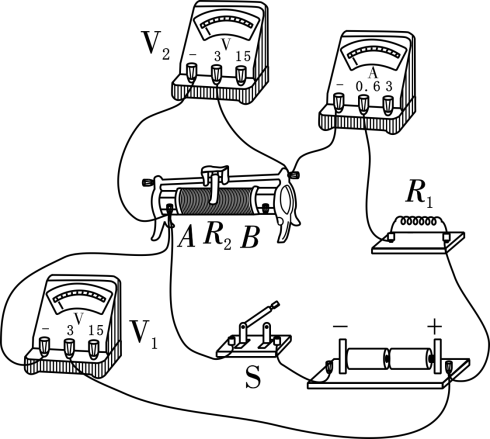 V₂
V
- 3 15
A
- 0.6 3
R₁
A R₂ B
V
- 3 15
V₁
S
- +